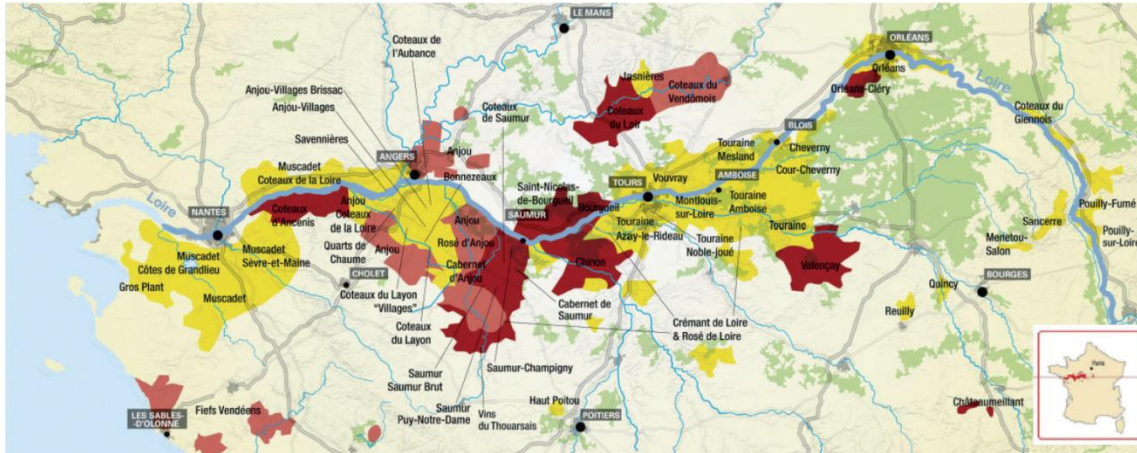 LE MANS
Coteaux de
l'Aubance
ORLÉANS
Orléans
Loire
Jasnières
Coteaux du
Vendômois
Orléans-Cléry
Anjou-Villages Brissac
Anjou-Villages
Coteaux
de Saumur
Coteaux
du Loir
Coteaux du
Giennois
Savennières
BLOIS
Touraine
Mesland
Cheverny
ANGERS
Anjou
Muscadet
Coteaux de la Loire
Bonnezeaux
Vouvray
AMBOISE
Cour-Cheverny
TOURS
Saint-Nicolas-
de-Bourgueil
Bourgueil
Montlouis-
sur-Loire
Touraine
Amboise
Loire
NANTES
Coteaux
d'Ancenis
Anjou
Coteaux
de la Loire
Anjou
SAUMUR
Touraine
Azay-le-Rideau
Touraine
Sancerre
Pouilly-Fumé
Pouilly-
sur-Loire
Muscadet
Sèvre-et-Maine
Quarts de
Chaume
Anjou
Rosé d'Anjou
Touraine
Noble-joué
Menetou-
Salon
Muscadet
Côtes de Grandlieu
CHOLET
Cabernet
d'Anjou
Chinon
Valençay
BOURGES
Gros Plant
Muscadet
Coteaux du Layon
"Villages"
Cabernet de
Saumur
Quincy
Reuilly
Coteaux
du Layon
Crémant de Loire
& Rosé de Loire
Saumur-Champigny
Saumur
Saumur Brut
Paris
LES SABLES-
D'OLONNE
Fiefs Vendéens
Saumur
Puy-Notre-Dame
Vins
du Thouarsais
Haut Poitou
POITIERS
Châteaumeillant